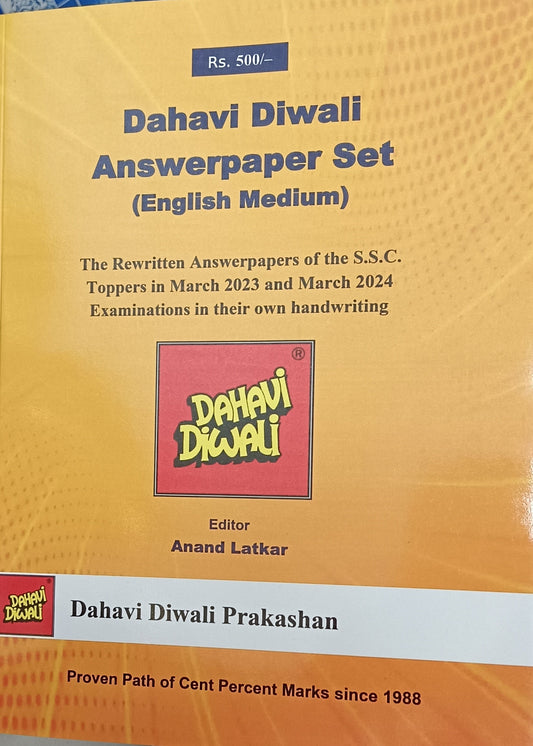 Rs. 500/–
Dahavi Diwali
Answerpaper Set
(English Medium)
The Rewritten Answerpapers of the S.S.C.
Toppers in March 2023 and March 2024
Examinations in their own handwriting
®
DAHAVI
DIWALI
Editor
Anand Latkar
DAHAVI
DIWALI
Dahavi Diwali Prakashan
Proven Path of Cent Percent Marks since 1988